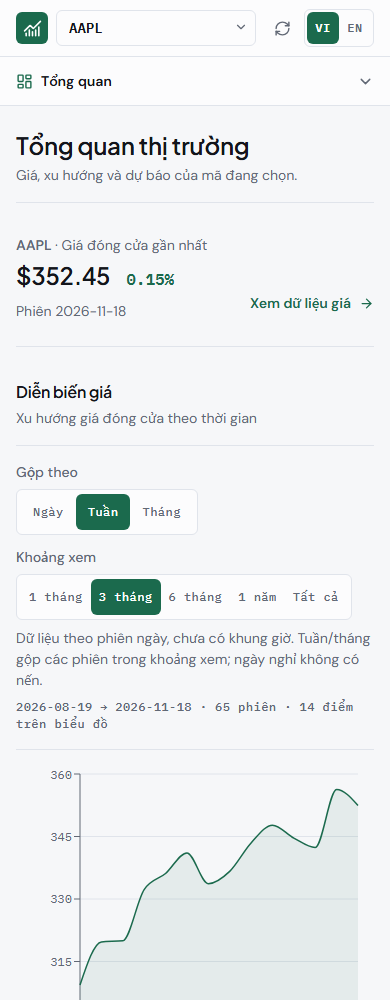 AAPL
VI EN
Tổng quan
Tổng quan thị trường
Giá, xu hướng và dự báo của mã đang chọn.
AAPL · Giá đóng cửa gần nhất
$352.45 0.15%
Phiên 2026-11-18
Xem dữ liệu giá →
Diễn biến giá
Xu hướng giá đóng cửa theo thời gian
Gộp theo
Ngày Tuần Tháng
Khoảng xem
1 tháng 3 tháng 6 tháng 1 năm Tất cả
Dữ liệu theo phiên ngày, chưa có khung giờ. Tuần/tháng
gộp các phiên trong khoảng xem; ngày nghỉ không có
nến.
2026-08-19 → 2026-11-18 · 65 phiên · 14 điểm
trên biểu đồ
360
345
330
315